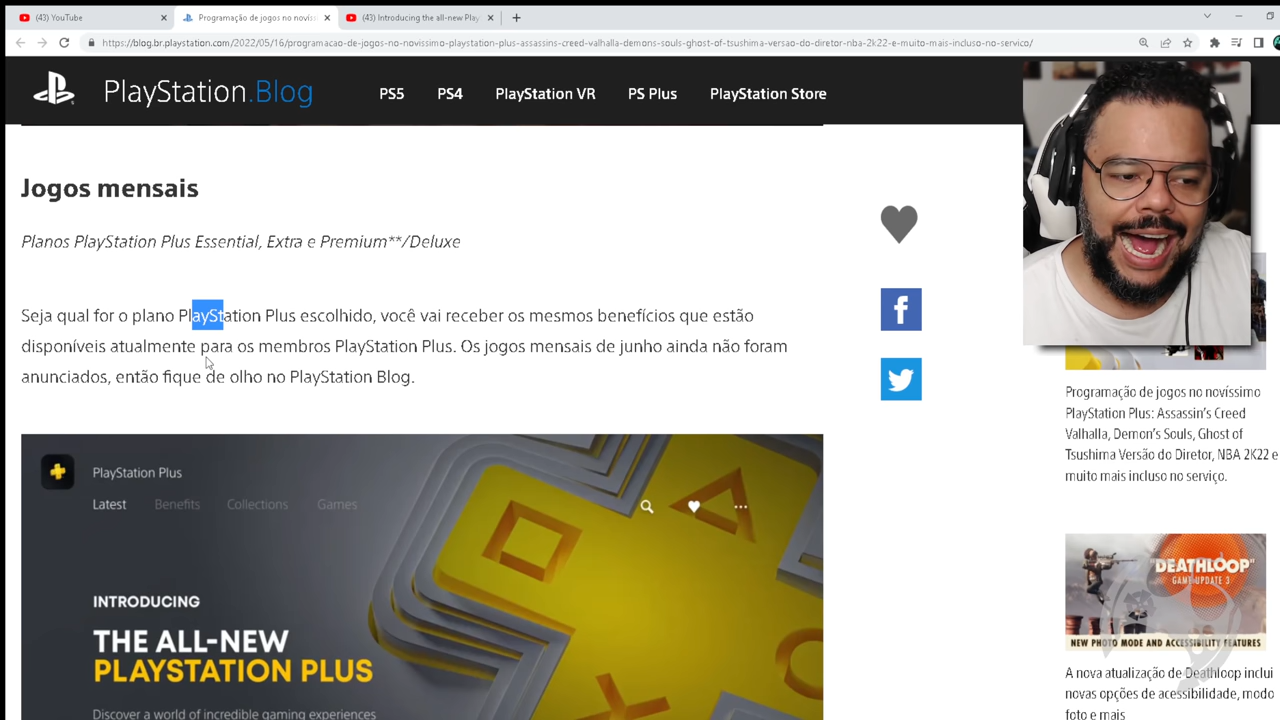 (43) YouTube
Programação de jogos no novíss
(43) Introducing the all-new Play
https://blog.br.playstation.com/2022/05/16/programacao-de-jogos-no-novissimo-playstation-plus-assassins-creed-valhalla-demons-souls-ghost-of-tsushima-versao-do-diretor-nba-2k22-e-muito-mais-incluso-no-servico/
PlayStation.Blog
PS5
PS4
PlayStation VR
PS Plus
PlayStation Store
Jogos mensais
Planos PlayStation Plus Essential, Extra e Premium**/Deluxe
Seja qual for o plano PlayStation Plus escolhido, você vai receber os mesmos benefícios que estão
disponíveis atualmente para os membros PlayStation Plus. Os jogos mensais de junho ainda não foram
anunciados, então fique de olho no PlayStation Blog.
PlayStation Plus
Latest
Benefits
Collections
Games
INTRODUCING
THE ALL-NEW
PLAYSTATION PLUS
Discover a world of incredible gaming experiences
Programação de jogos no novíssimo
PlayStation Plus: Assassin's Creed
Valhalla, Demon's Souls, Ghost of
Tsushima Versão do Diretor, NBA 2K22 e
muito mais incluso no serviço.
"DEATHLOOP"
GAME UPDATE 3
NEW PHOTO MODE AND ACCESSIBILITY FEATURES
A nova atualização de Deathloop inclui
novas opções de acessibilidade, modo
foto e mais